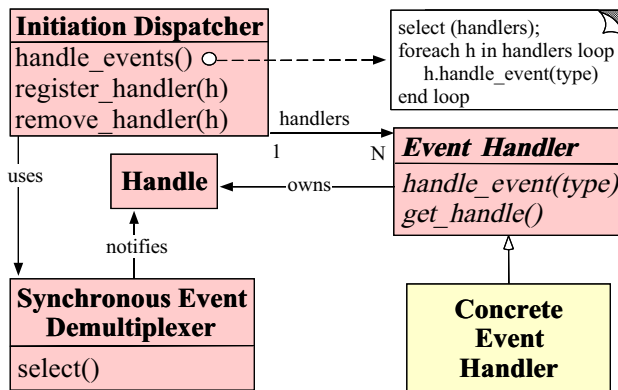 Initiation Dispatcher
handle_events()
register_handler(h)
remove_handler(h)
select (handlers);
foreach h in handlers loop
h.handle_event(type)
end loop
handlers
1
N
Event Handler
handle_event(type)
get_handle()
uses
Handle
owns
notifies
Synchronous Event
Demultiplexer
select()
Concrete
Event
Handler